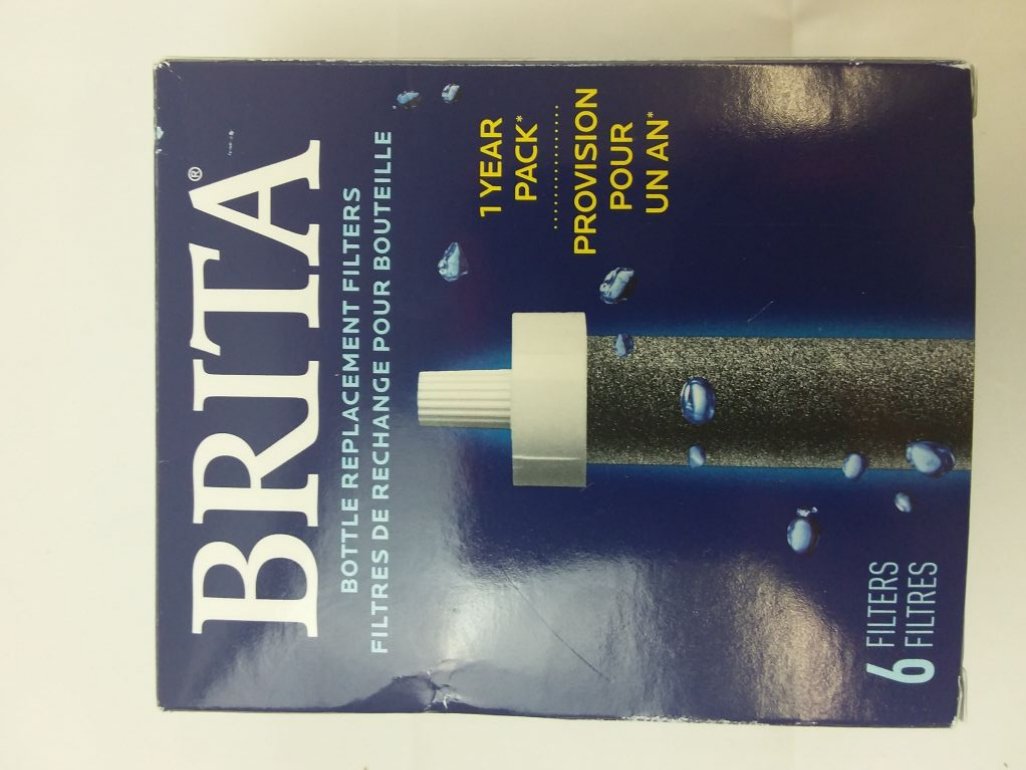 BRITA®
BOTTLE REPLACEMENT FILTERS
FILTRES DE RECHANGE POUR BOUTEILLE
1 YEAR
PACK*
PROVISION
POUR
UN AN*
6 FILTERS
FILTRES